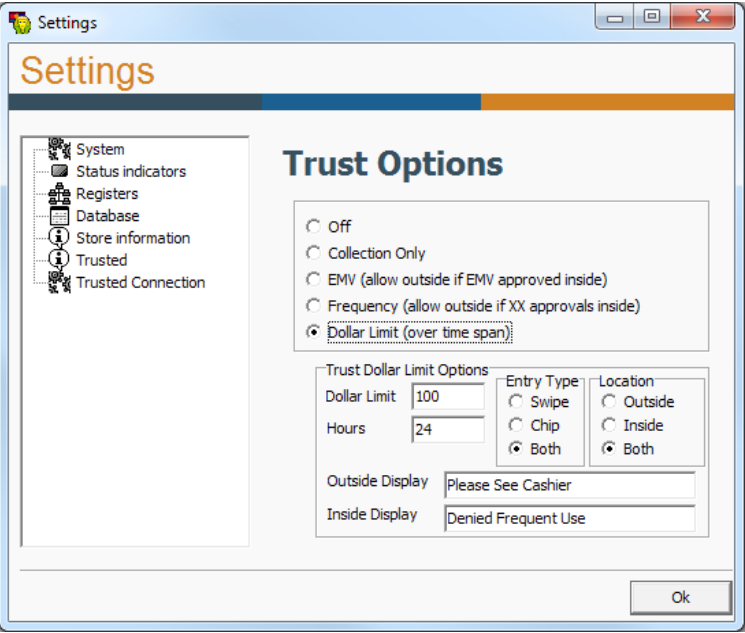 Settings
Settings
System
Status indicators
Registers
Database
Store information
Trusted
Trusted Connection
Trust Options
Off
Collection Only
EMV (allow outside if EMV approved inside)
Frequency (allow outside if XX approvals inside)
Dollar Limit (over time span)
Trust Dollar Limit Options
Dollar Limit 100
Hours 24
Entry Type
Swipe
Chip
Both
Location
Outside
Inside
Both
Outside Display Please See Cashier
Inside Display Denied Frequent Use
Ok